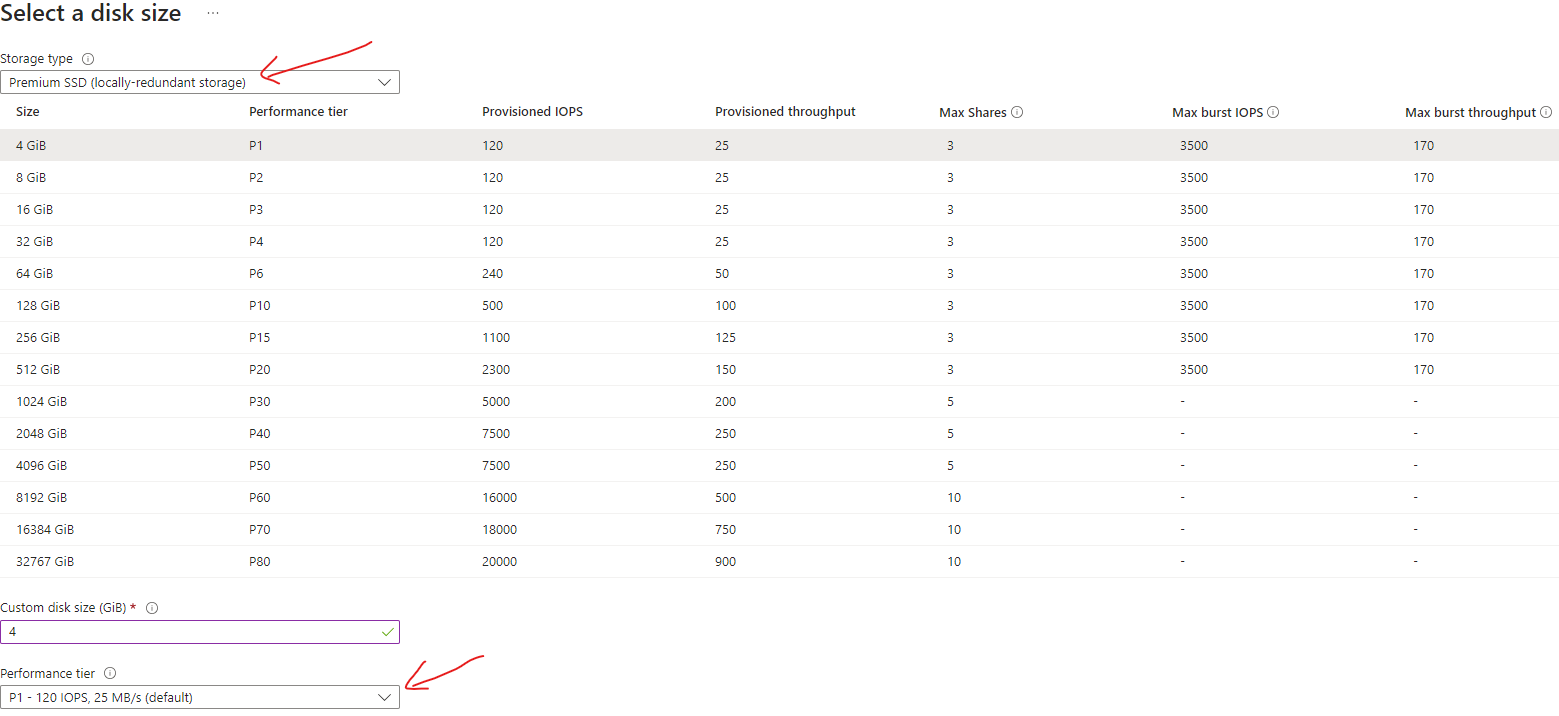 Select a disk size ...
Storage type
Premium SSD (locally-redundant storage)
Size Performance tier Provisioned IOPS Provisioned throughput Max Shares Max burst IOPS Max burst throughput
4 GiB P1 120 25 3 3500 170
8 GiB P2 120 25 3 3500 170
16 GiB P3 120 25 3 3500 170
32 GiB P4 120 25 3 3500 170
64 GiB P6 240 50 3 3500 170
128 GiB P10 500 100 3 3500 170
256 GiB P15 1100 125 3 3500 170
512 GiB P20 2300 150 3 3500 170
1024 GiB P30 5000 200 5 - -
2048 GiB P40 7500 250 5 - -
4096 GiB P50 7500 250 5 - -
8192 GiB P60 16000 500 10 - -
16384 GiB P70 18000 750 10 - -
32767 GiB P80 20000 900 10 - -
Custom disk size (GiB) *
4
Performance tier
P1 - 120 IOPS, 25 MB/s (default)